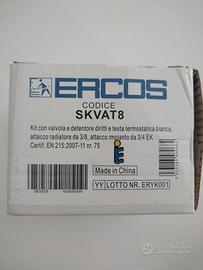 ERCOS
CODICE
SKVAT8
Kit con valvola e detentore diritti e testa termostatica bianca,
attacco radiatore da 3/8, attacco impianto da 3/4 EK
Certif. EN 215:2007-11 nr. 75
Made in China
YY LOTTO NR. ERYK001
Subito